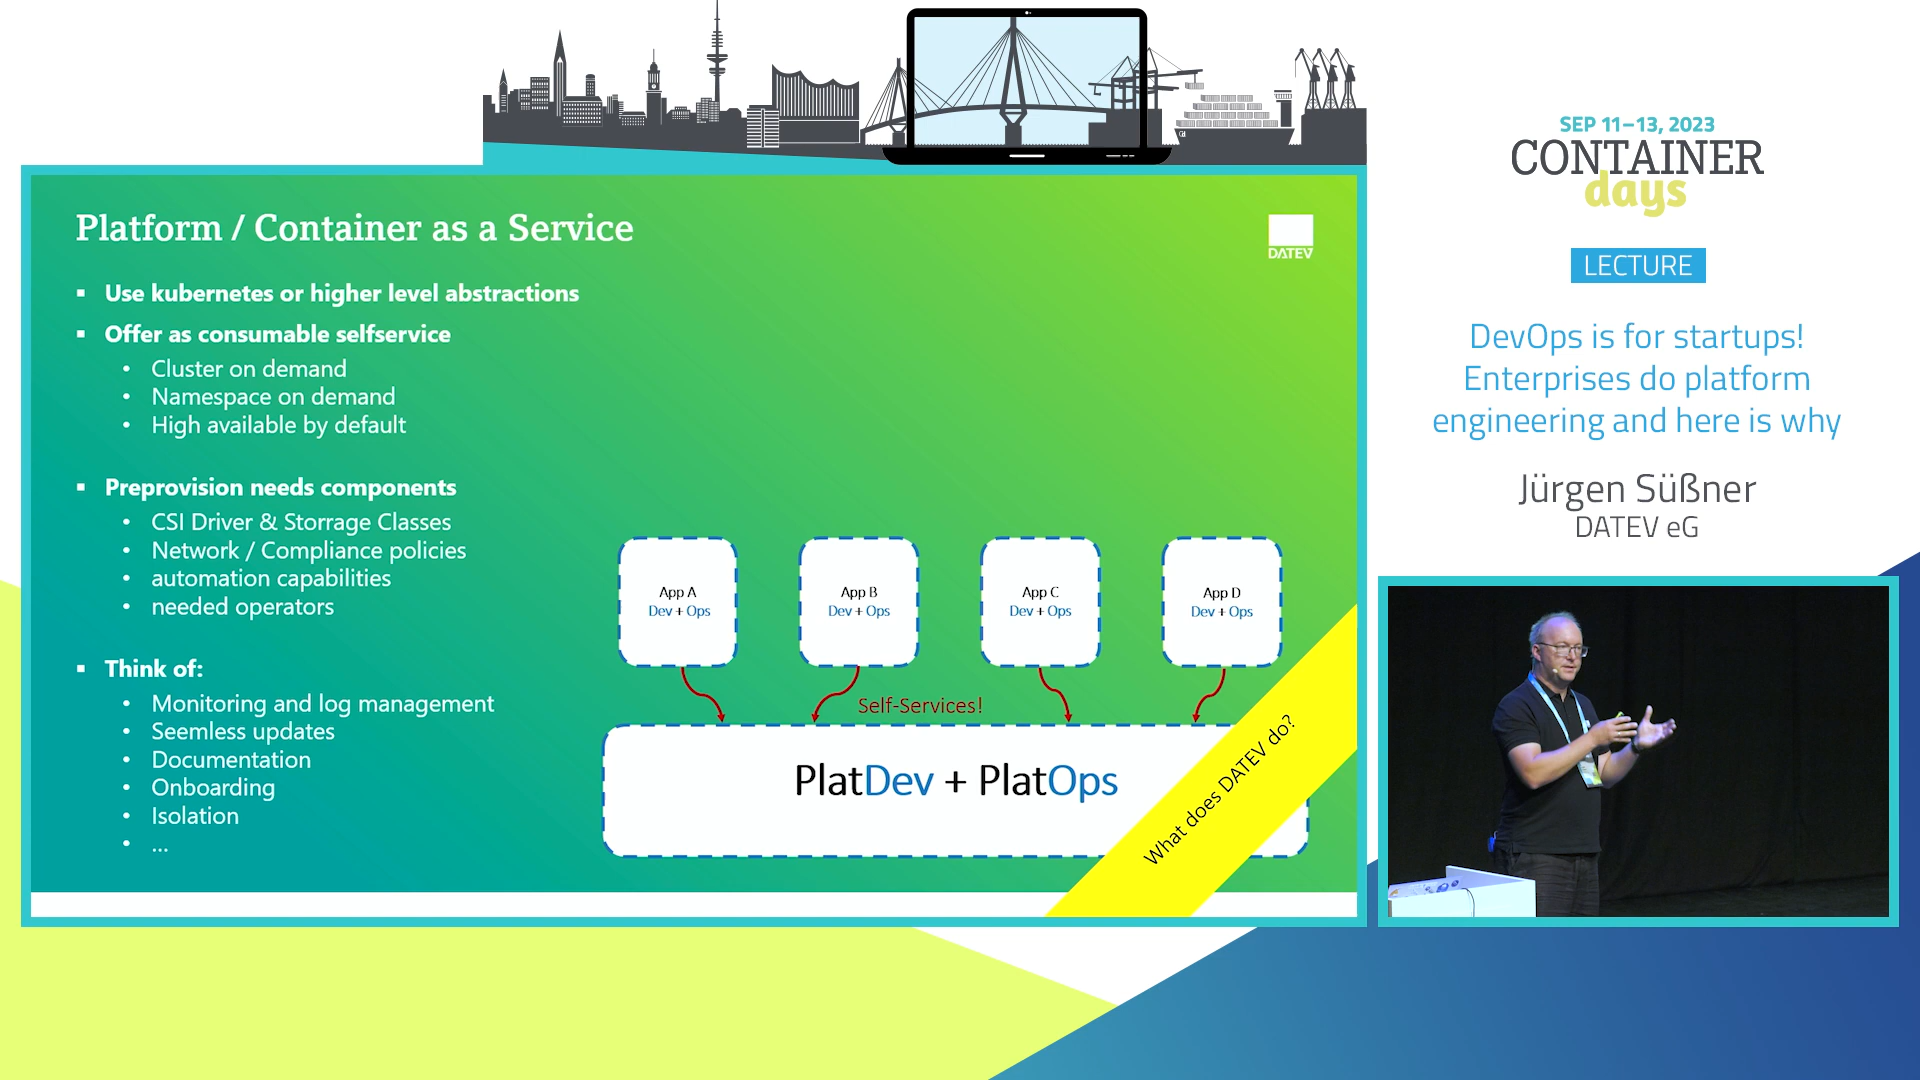 SEP 11–13, 2023
CONTAINER
days
LECTURE
DevOps is for startups!
Enterprises do platform
engineering and here is why
Jürgen Süßner
DATEV eG
Platform / Container as a Service
DATEV
▪ Use kubernetes or higher level abstractions
▪ Offer as consumable selfservice
• Cluster on demand
• Namespace on demand
• High available by default
▪ Preprovision needs components
• CSI Driver & Storrage Classes
• Network / Compliance policies
• automation capabilities
• needed operators
▪ Think of:
• Monitoring and log management
• Seemless updates
• Documentation
• Onboarding
• Isolation
• ...
App A
Dev + Ops
App B
Dev + Ops
App C
Dev + Ops
App D
Dev + Ops
Self-Services!
PlatDev + PlatOps
What does DATEV do?